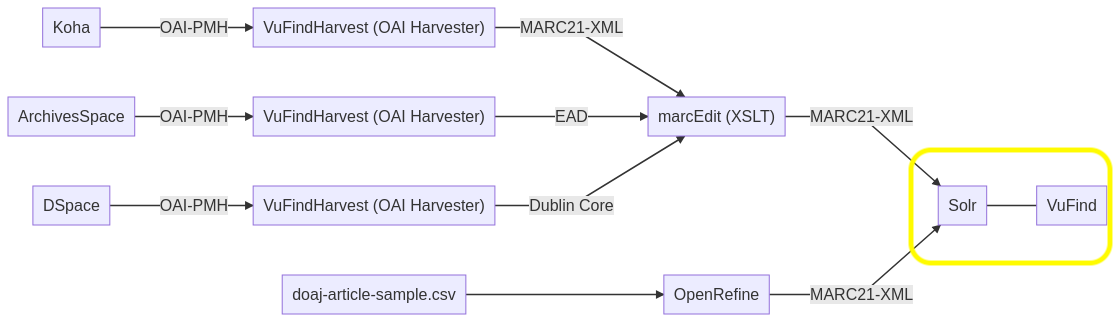 Koha
OAI-PMH
VuFindHarvest (OAI Harvester)
MARC21-XML
ArchivesSpace
OAI-PMH
VuFindHarvest (OAI Harvester)
EAD
marcEdit (XSLT)
MARC21-XML
DSpace
OAI-PMH
VuFindHarvest (OAI Harvester)
Dublin Core
Solr
VuFind
doaj-article-sample.csv
OpenRefine
MARC21-XML